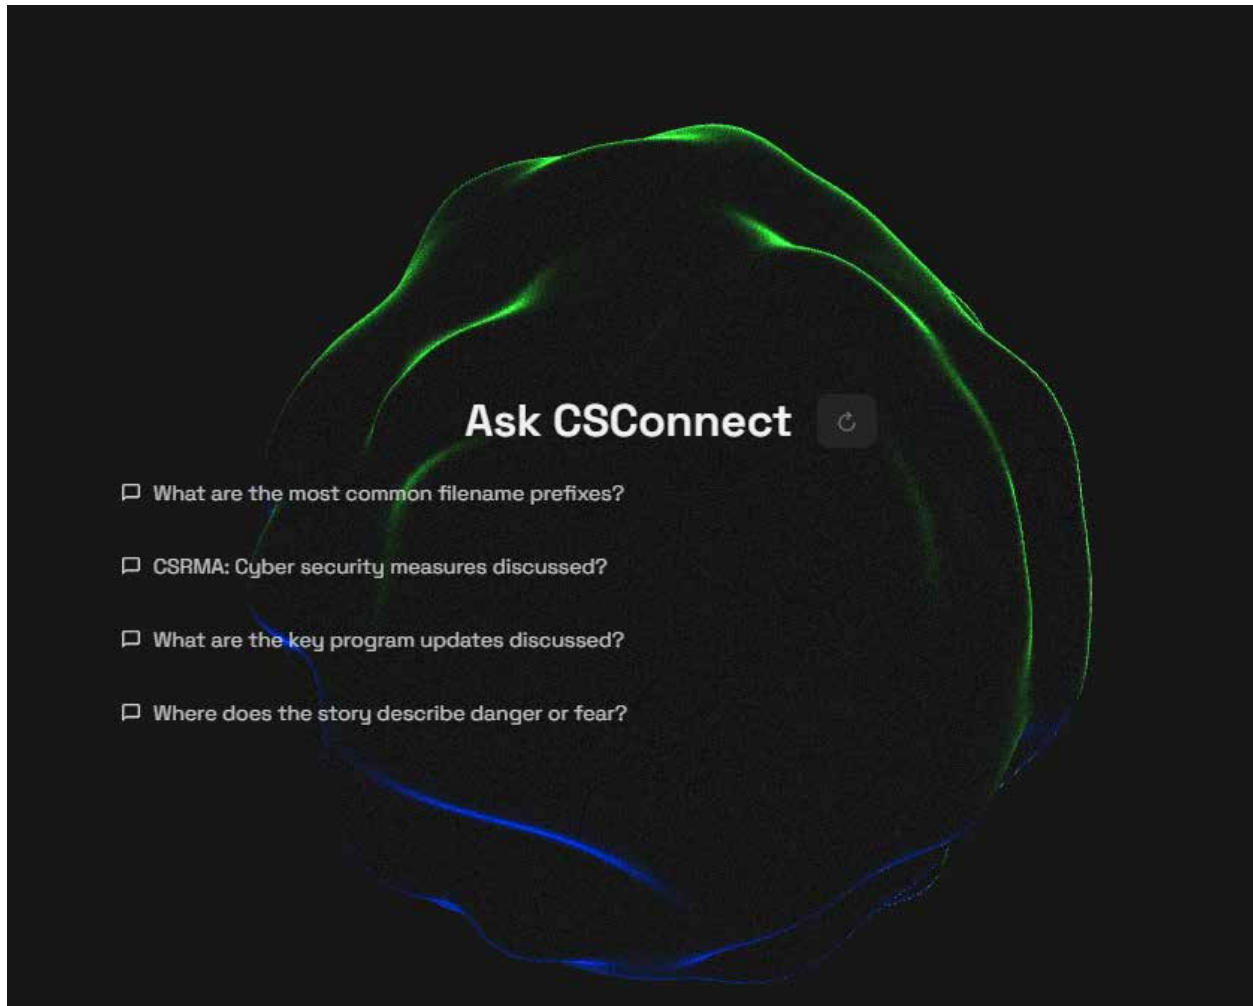 Ask CSConnect
What are the most common filename prefixes?
CSRMA: Cyber security measures discussed?
What are the key program updates discussed?
Where does the story describe danger or fear?